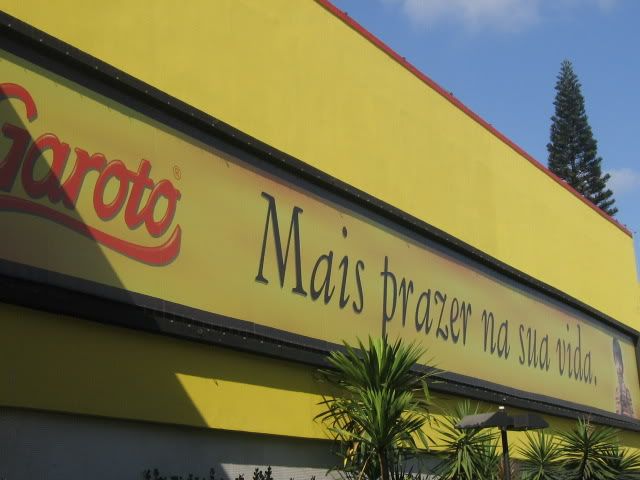 Garoto®
Mais prazer na sua vida.